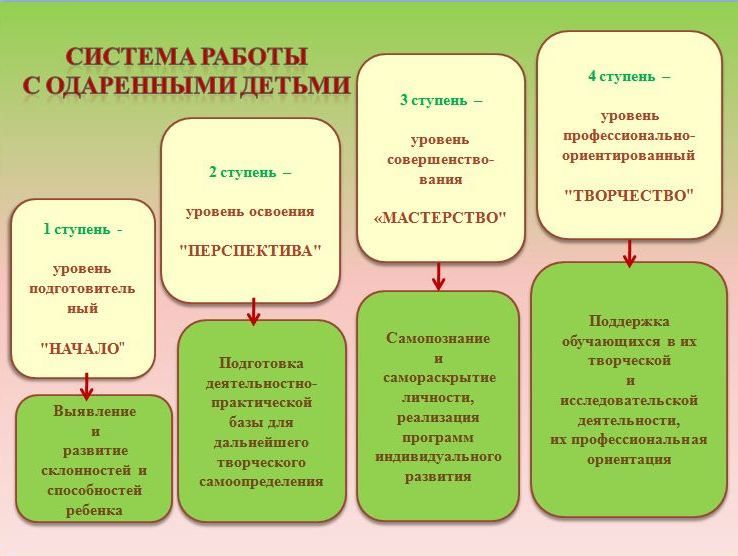 СИСТЕМА РАБОТЫ
С ОДАРЕННЫМИ ДЕТЬМИ
1 ступень -
уровень
подготовитель
ный
"НАЧАЛО"
Выявление
и
развитие
склонностей и
способностей
ребенка
2 ступень –
уровень освоения
"ПЕРСПЕКТИВА"
Подготовка
деятельностно-
практической
базы для
дальнейшего
творческого
самоопределения
3 ступень –
уровень
совершенство-
вания
«МАСТЕРСТВО"
Самопознание
и
самораскрытие
личности,
реализация
программ
индивидуального
развития
4 ступень –
уровень
профессионально-
ориентированный
"ТВОРЧЕСТВО"
Поддержка
обучающихся в их
творческой
и
исследовательской
деятельности,
их профессиональная
ориентация